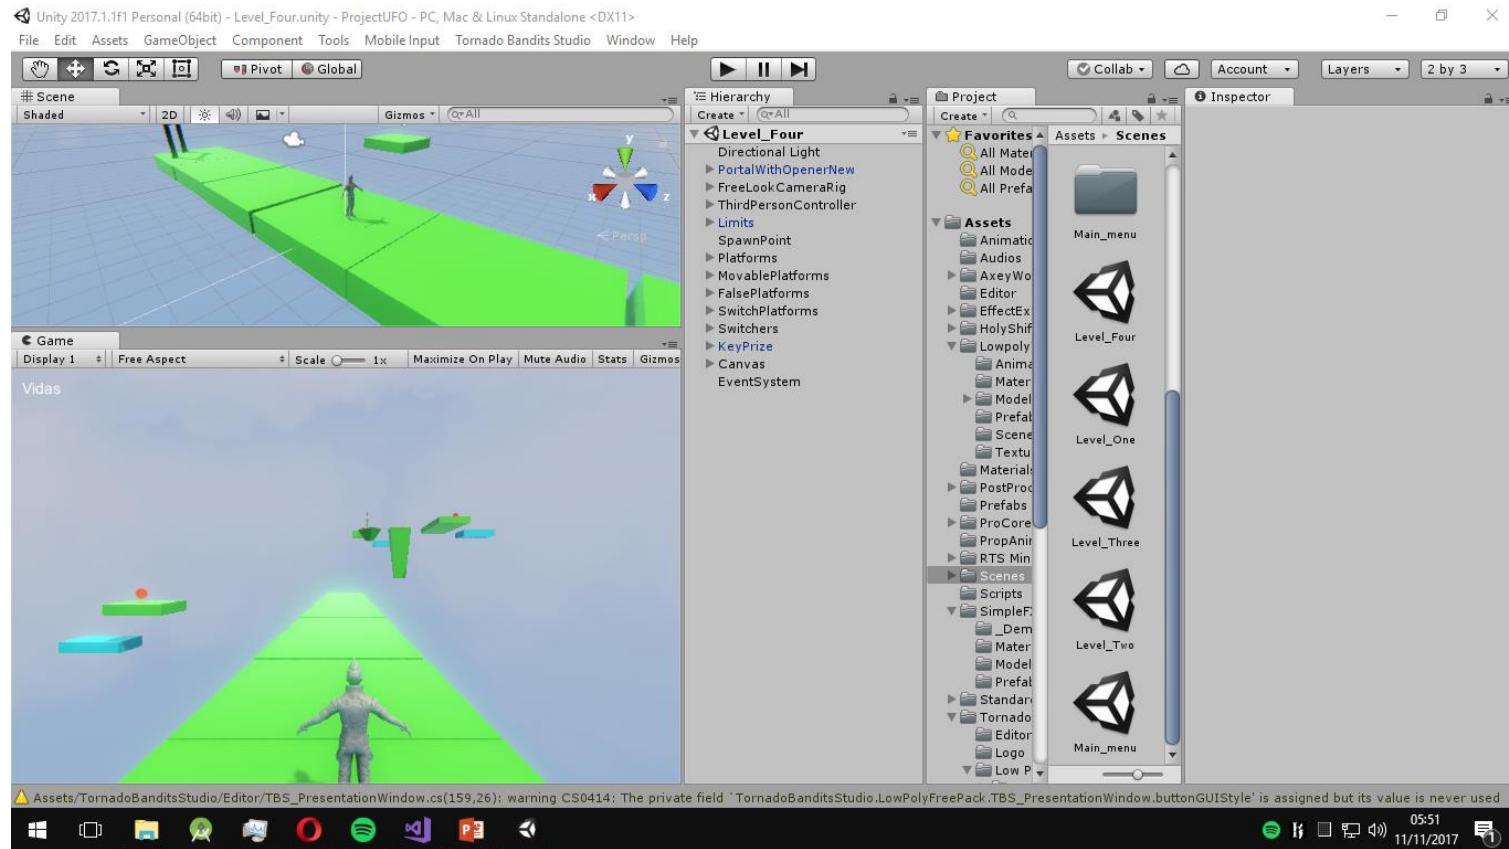 Unity 2017.1.1f1 Personal (64bit) - Level_Four.unity - ProjectUFO - PC, Mac & Linux Standalone <DX11>
File Edit Assets GameObject Component Tools Mobile Input Tornado Bandits Studio Window Help
Pivot Global Collab Account Layers 2 by 3
Scene
Shaded 2D Gizmos All
y
x
z
Persp
Game
Display 1 Free Aspect Scale 1x Maximize On Play Mute Audio Stats Gizmos
Vidas
Hierarchy
Create All
Level_Four
Directional Light
PortalWithOpenerNew
FreeLookCameraRig
ThirdPersonController
Limits
SpawnPoint
Platforms
MovablePlatforms
FalsePlatforms
SwitchPlatforms
Switchers
KeyPrize
Canvas
EventSystem
Project
Create
Favorites
All Mater
All Mode
All Prefa
Assets
Animatio
Audios
AxeyWo
Editor
EffectEx
HolyShif
Lowpoly
Anima
Mater
Model
Prefab
Scene
Textu
Materials
PostProc
Prefabs
ProCore
PropAnir
RTS Min
Scenes
Scripts
SimpleF
_Dem
Mater
Model
Prefab
Standar
Tornado
Editor
Logo
Low P
Assets Scenes
Main_menu
Level_Four
Level_One
Level_Three
Level_Two
Main_menu
Inspector
Assets/TornadoBanditsStudio/Editor/TBS_PresentationWindow.cs(159,26): warning CS0414: The private field `TornadoBanditsStudio.LowPolyFreePack.TBS_PresentationWindow.buttonGUIStyle' is assigned but its value is never used
05:51
11/11/2017
1